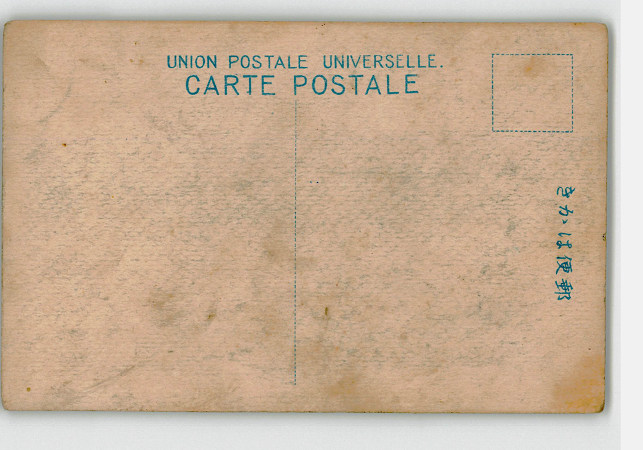 UNION POSTALE UNIVERSELLE.
CARTE POSTALE
郵便はかき